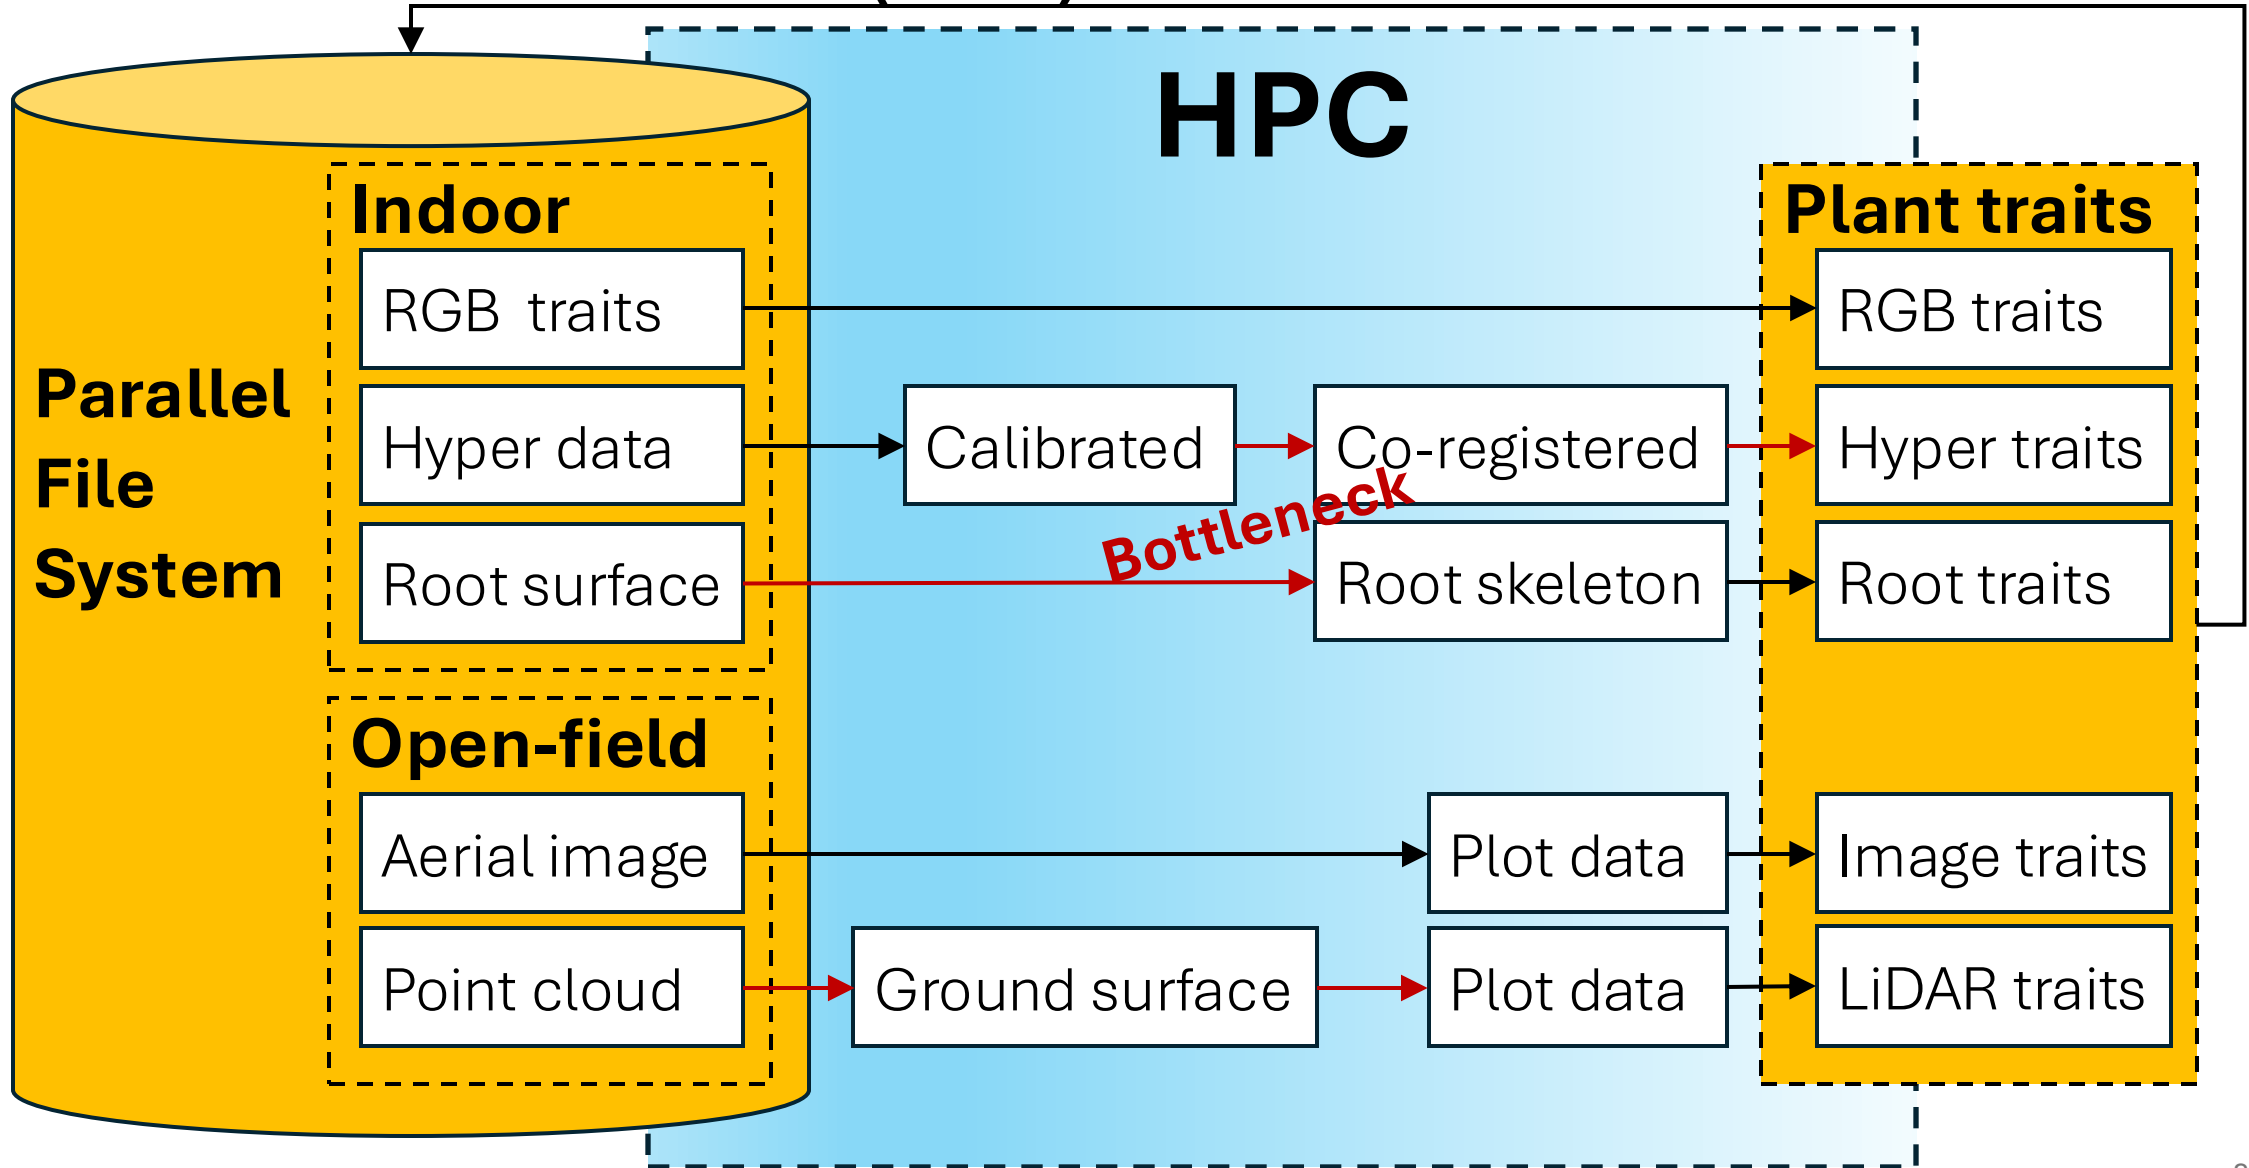 HPC
Indoor
Plant traits
RGB  traits
RGB traits
Parallel
File
System
Hyper data
Calibrated
Co-registered
Hyper traits
Bottleneck
Root surface
Root skeleton
Root traits
Open-field
Aerial image
Plot data
Image traits
Point cloud
Ground surface
Plot data
LiDAR traits